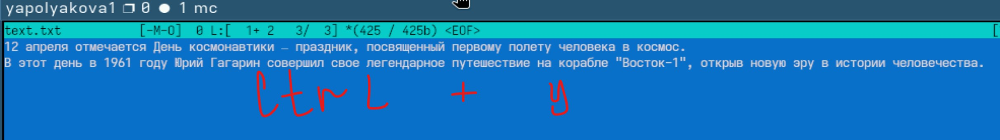 yapolyakova1 0 1 mc
text.txt [-M-O] 0 L:[ 1+ 2 3/ 3] *(425 / 425b) <EOF> [
12 апреля отмечается День космонавтики – праздник, посвященный первому полету человека в космос.
В этот день в 1961 году Юрий Гагарин совершил свое легендарное путешествие на корабле "Восток-1", открыв новую эру в истории человечества.
Ctrl + y